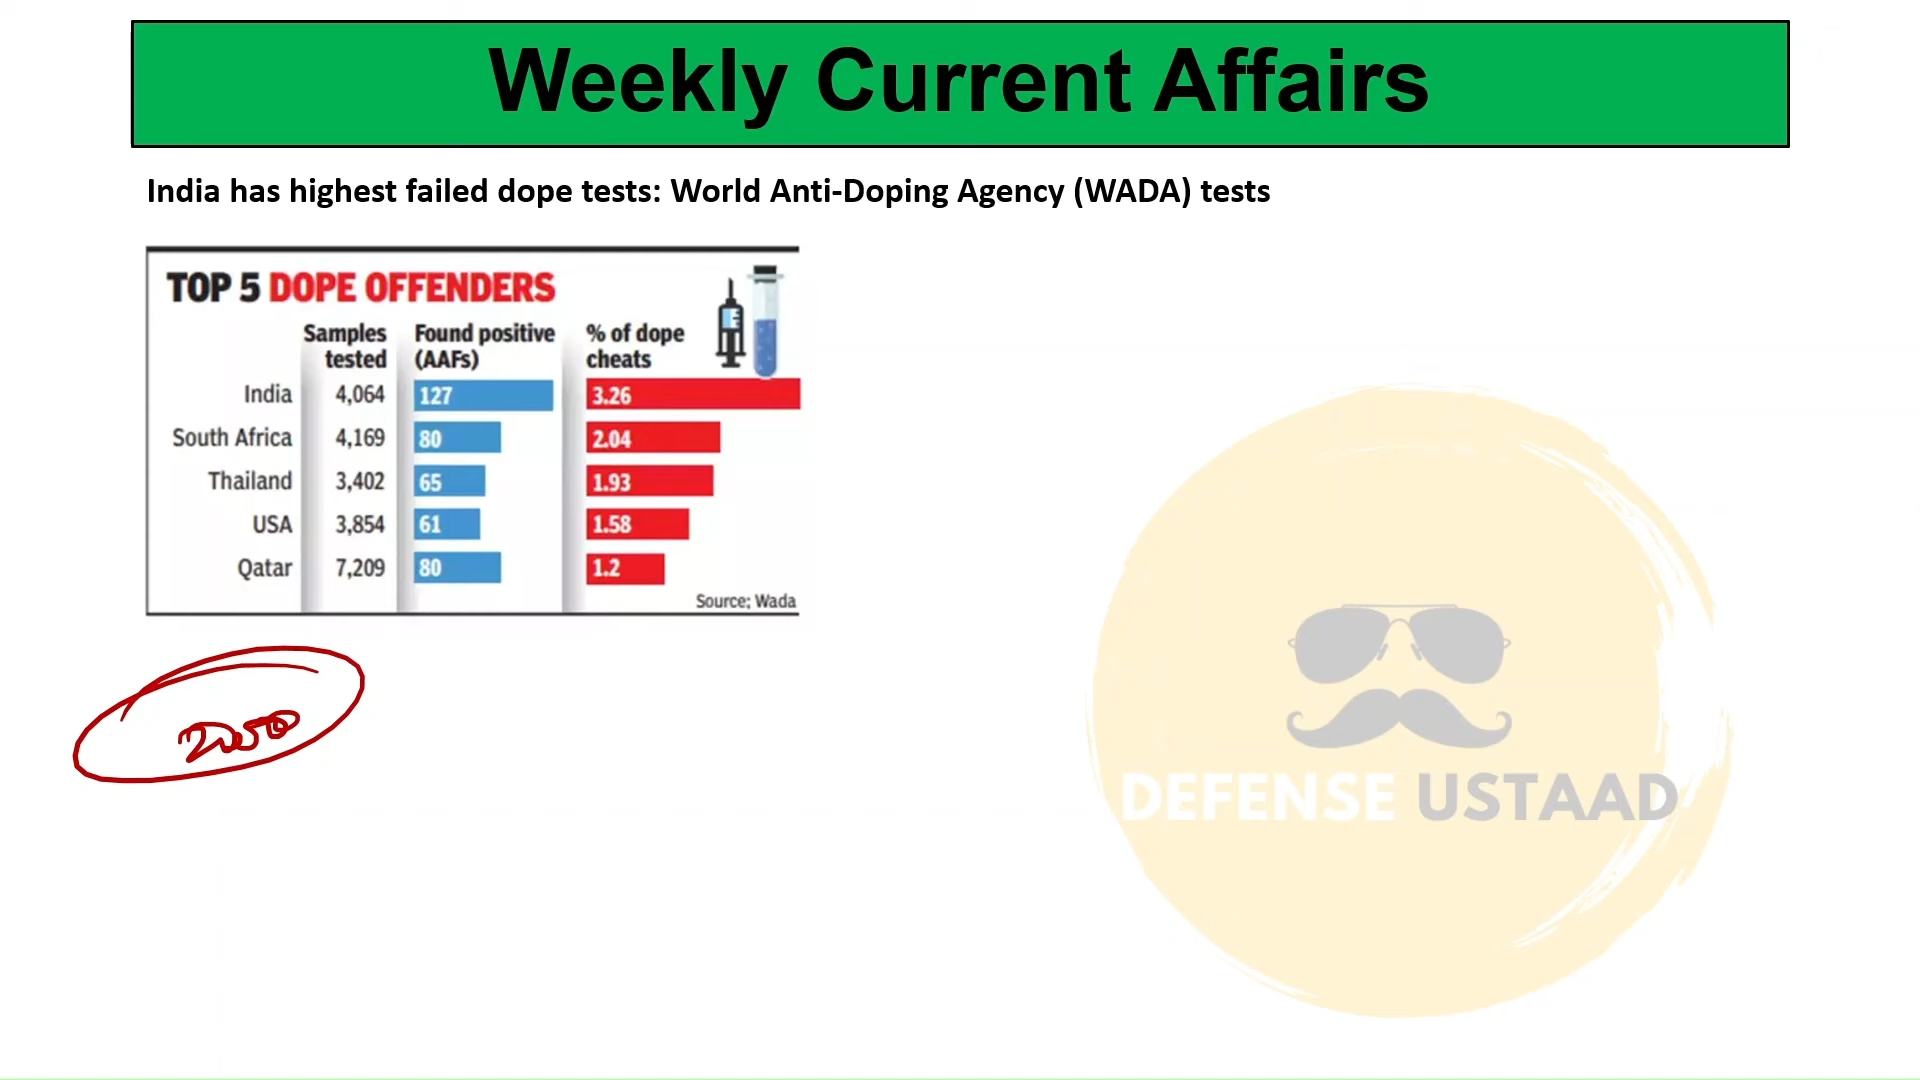 Weekly Current Affairs
India has highest failed dope tests: World Anti-Doping Agency (WADA) tests
TOP 5 DOPE OFFENDERS
Samples tested Found positive (AAFs) % of dope cheats
India 4,064 127 3.26
South Africa 4,169 80 2.04
Thailand 3,402 65 1.93
USA 3,854 61 1.58
Qatar 7,209 80 1.2
Source; Wada
2050
DEFENSE USTAAD